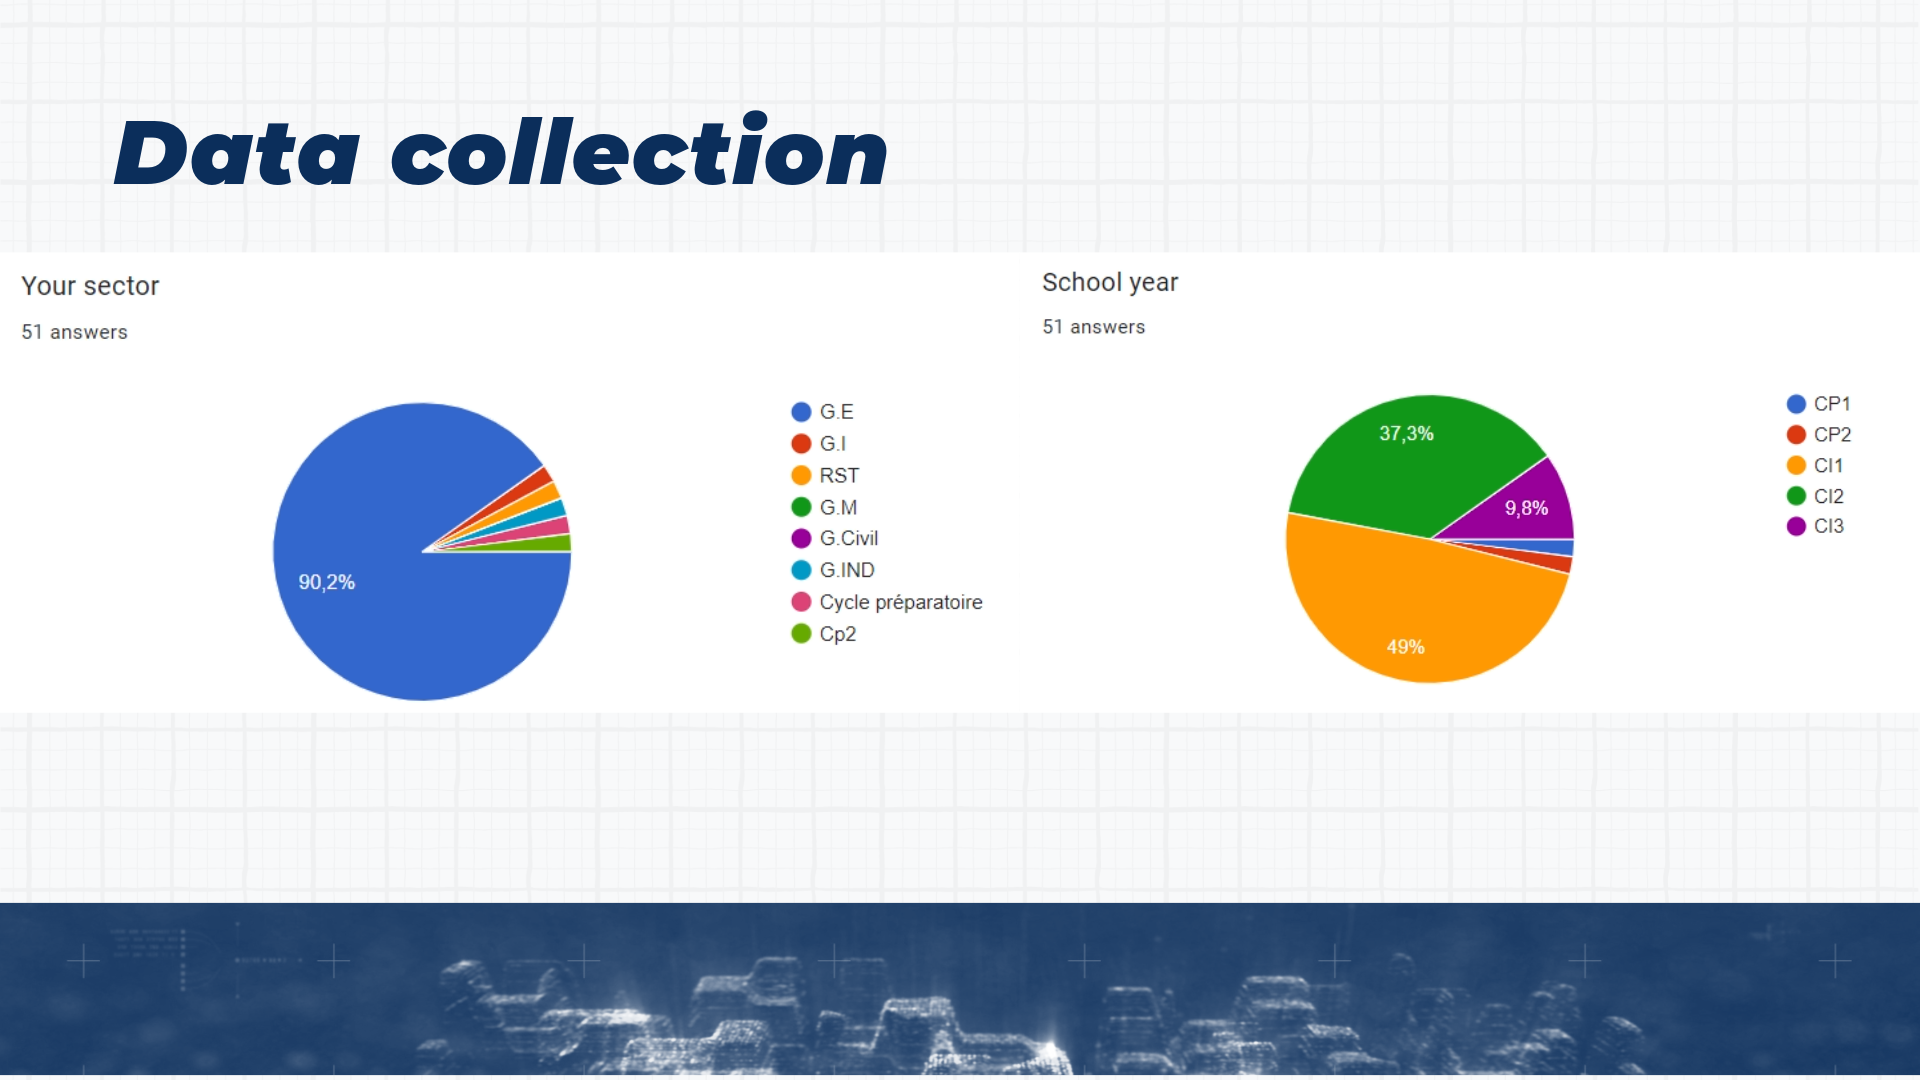 Data collection
Your sector
51 answers
90,2%
G.E
G.I
RST
G.M
G.Civil
G.IND
Cycle préparatoire
Cp2
School year
51 answers
37,3%
9,8%
49%
CP1
CP2
CI1
CI2
CI3